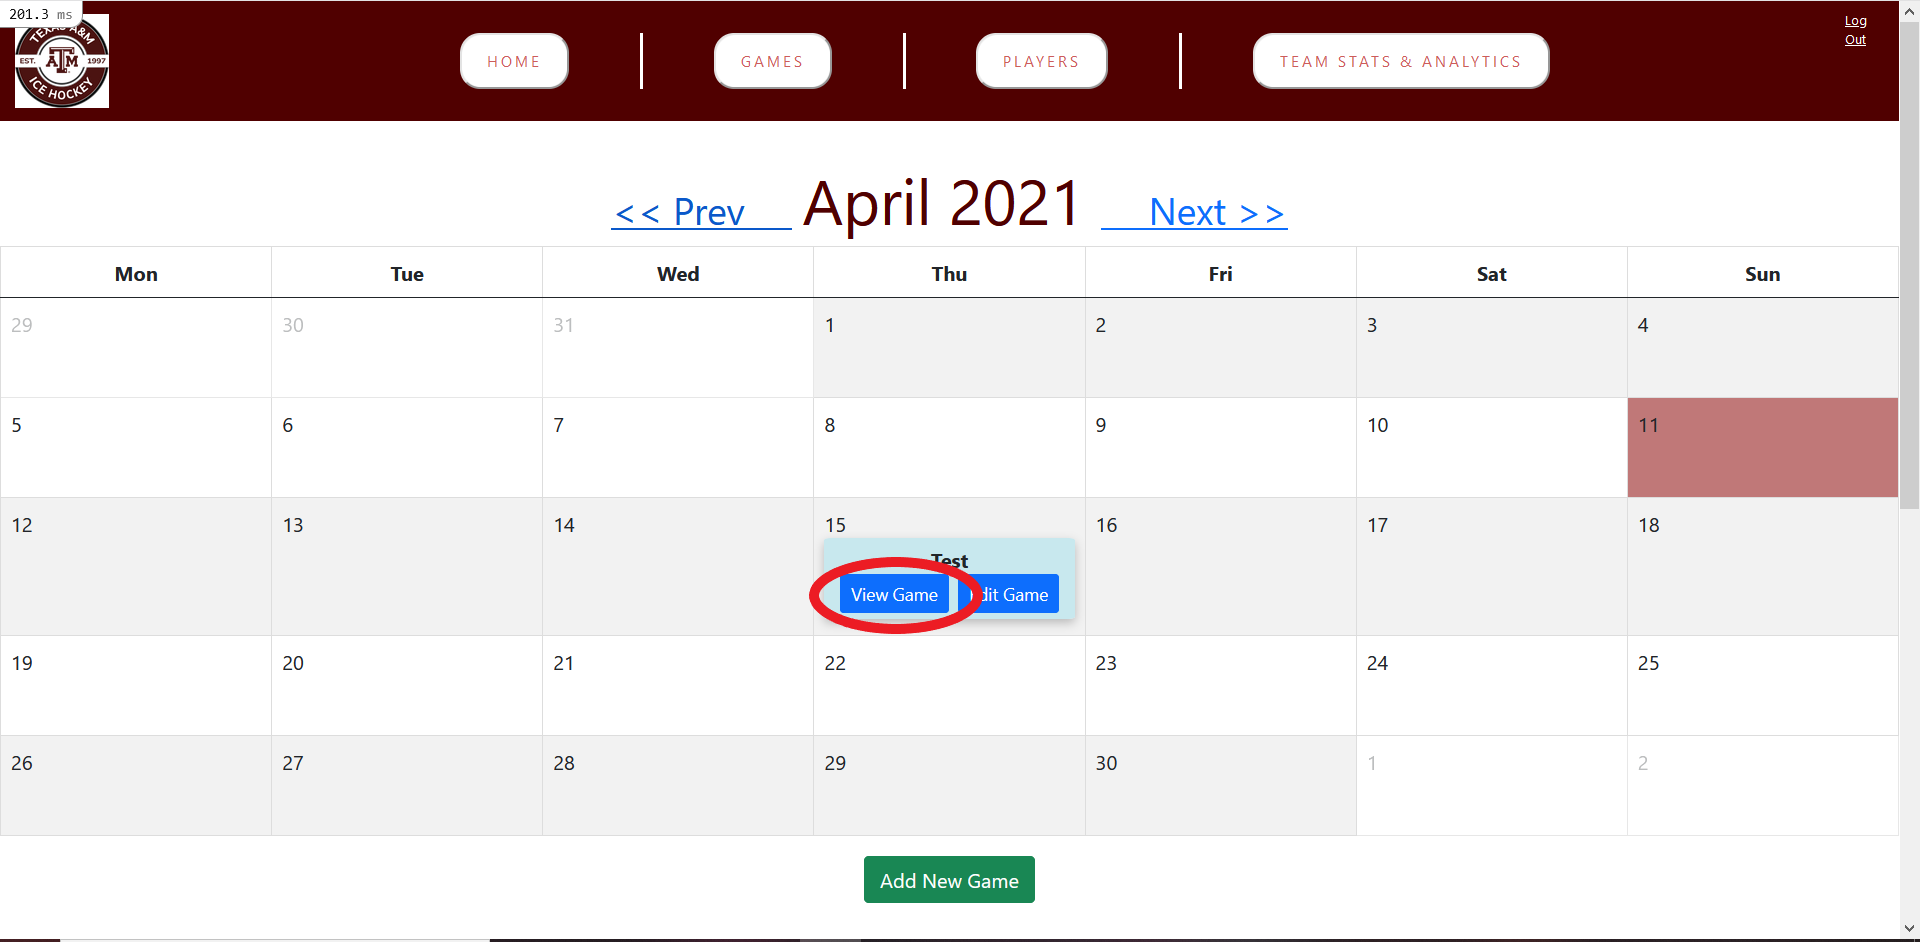 201.3 ms
TEXAS A&M
EST. ATM 1997
ICE HOCKEY
HOME
GAMES
PLAYERS
TEAM STATS & ANALYTICS
Log
Out
<< Prev April 2021 Next >>
Mon Tue Wed Thu Fri Sat Sun
29 30 31 1 2 3 4
5 6 7 8 9 10 11
12 13 14 15 16 17 18
Test
View Game Edit Game
19 20 21 22 23 24 25
26 27 28 29 30 1 2
Add New Game